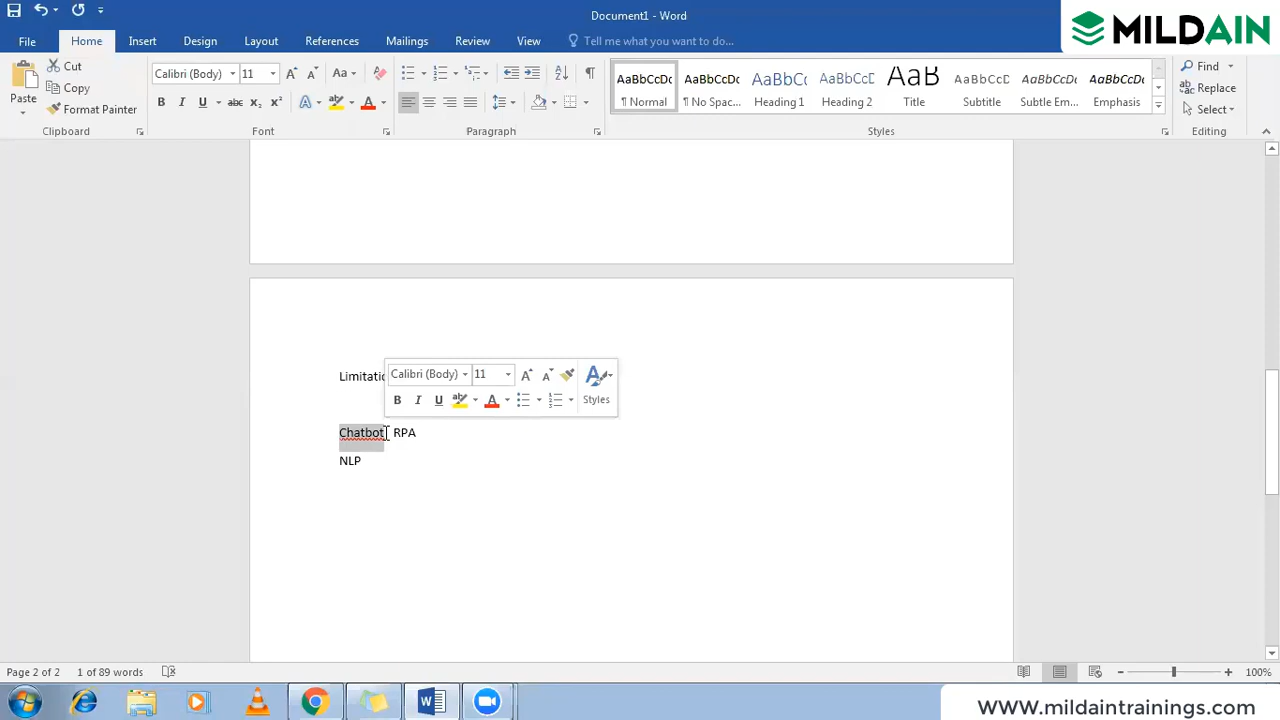 Document1 - Word
MILDAIN
File Home Insert Design Layout References Mailings Review View Tell me what you want to do...
Paste
Cut
Copy
Format Painter
Clipboard
Calibri (Body) 11
Font
Paragraph
AaBbCcDc ¶ Normal
AaBbCcDc ¶ No Spac...
AaBbCc Heading 1
AaBbCcE Heading 2
AaB Title
AaBbCcD Subtitle
AaBbCcDc Subtle Em...
AaBbCcDc Emphasis
Styles
Find
Replace
Select
Editing
Calibri (Body) 11
B I U
Styles
Chatbot RPA
NLP
Page 2 of 2 1 of 89 words
100%
www.mildaintrainings.com